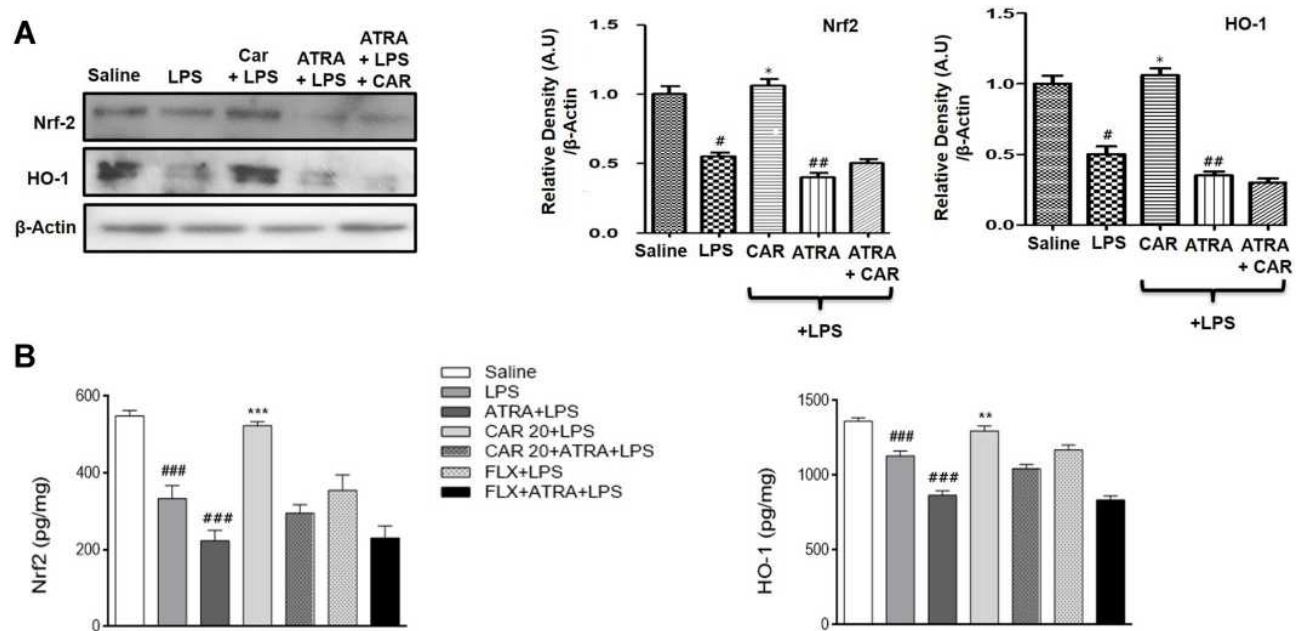 A
Saline
LPS
Car
+ LPS
ATRA
+ LPS
ATRA
+ LPS
+ CAR
Nrf-2
HO-1
β-Actin
Nrf2
Relative Density (A.U)
/β-Actin
1.5
1.0
0.5
0.0
#
*
##
Saline
LPS
CAR
ATRA
ATRA
+ CAR
+LPS
HO-1
Relative Density (A.U)
/β-Actin
1.5
1.0
0.5
0.0
#
*
##
Saline
LPS
CAR
ATRA
ATRA
+ CAR
+LPS
B
Nrf2 (pg/mg)
600
400
200
0
###
###
***
Saline
LPS
ATRA+LPS
CAR 20+LPS
CAR 20+ATRA+LPS
FLX+LPS
FLX+ATRA+LPS
HO-1 (pg/mg)
1500
1000
500
0
###
###
**